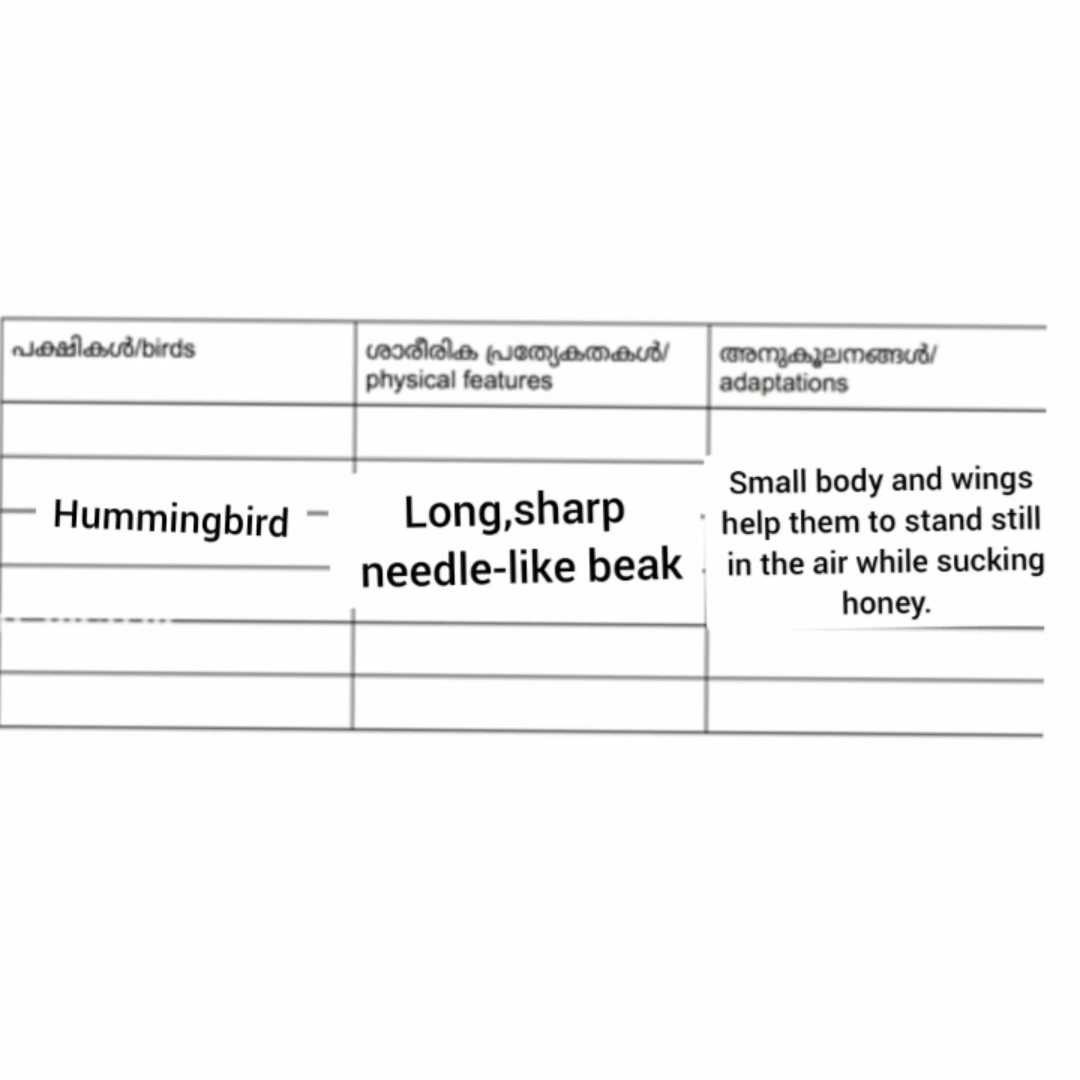 പക്ഷികൾ/birds
ശാരീരിക പ്രത്യേകതകൾ/
physical features
അനുകൂലനങ്ങൾ/
adaptations
Hummingbird
Long,sharp
needle-like beak
Small body and wings
help them to stand still
in the air while sucking
honey.